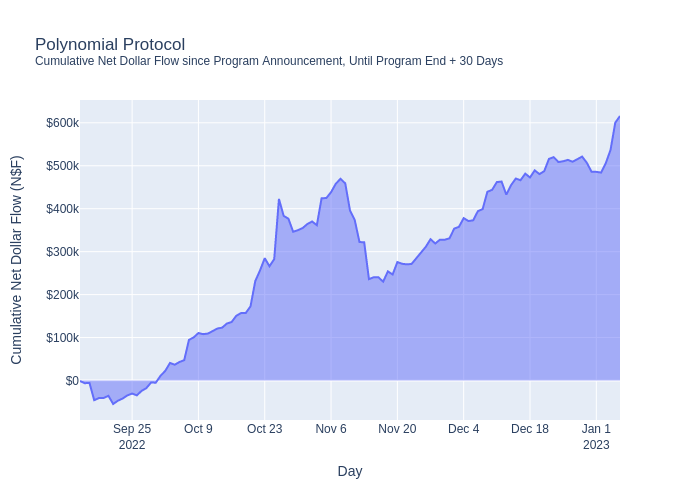 Polynomial Protocol
Cumulative Net Dollar Flow since Program Announcement, Until Program End + 30 Days
Cumulative Net Dollar Flow (N$F)
$600k
$500k
$400k
$300k
$200k
$100k
$0
Sep 25 Oct 9 Oct 23 Nov 6 Nov 20 Dec 4 Dec 18 Jan 1
2022 2023
Day